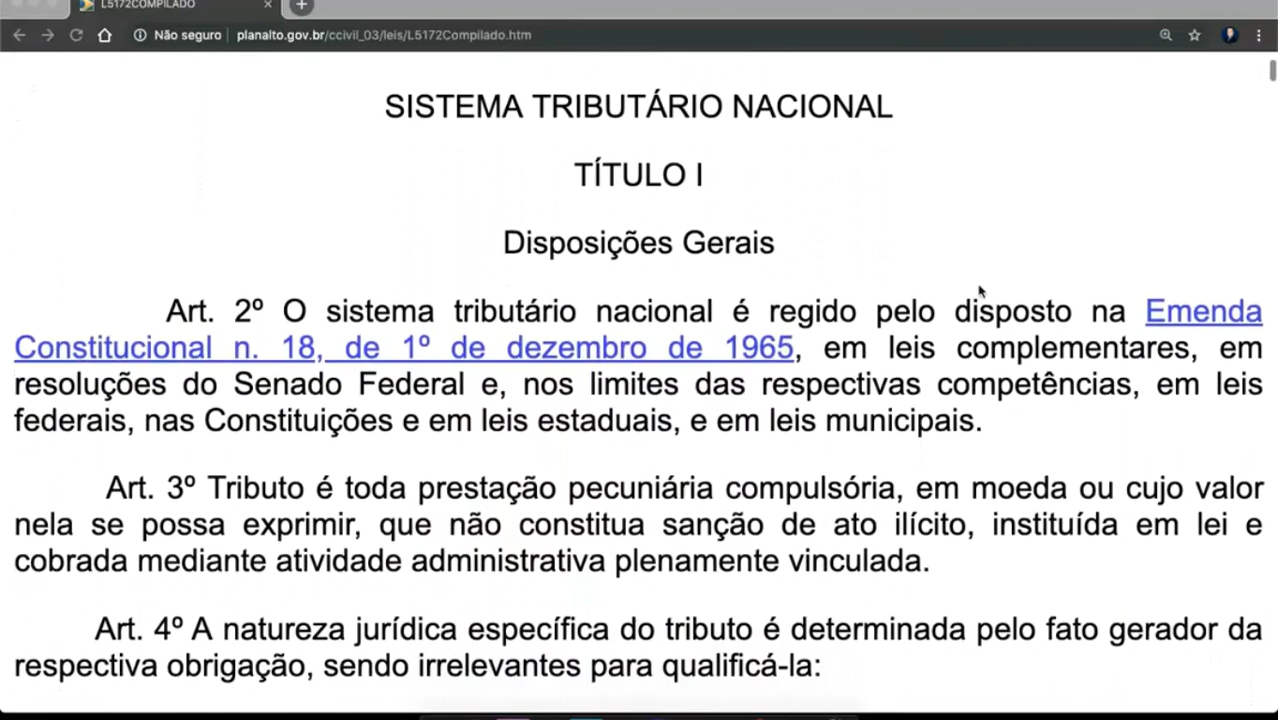 L5172COMPILADO
Não seguro
planalto.gov.br/ccivil_03/leis/L5172Compilado.htm
SISTEMA TRIBUTÁRIO NACIONAL
TÍTULO I
Disposições Gerais
Art. 2º O sistema tributário nacional é regido pelo disposto na Emenda
Constitucional n. 18, de 1º de dezembro de 1965, em leis complementares, em
resoluções do Senado Federal e, nos limites das respectivas competências, em leis
federais, nas Constituições e em leis estaduais, e em leis municipais.
Art. 3º Tributo é toda prestação pecuniária compulsória, em moeda ou cujo valor
nela se possa exprimir, que não constitua sanção de ato ilícito, instituída em lei e
cobrada mediante atividade administrativa plenamente vinculada.
Art. 4º A natureza jurídica específica do tributo é determinada pelo fato gerador da
respectiva obrigação, sendo irrelevantes para qualificá-la: